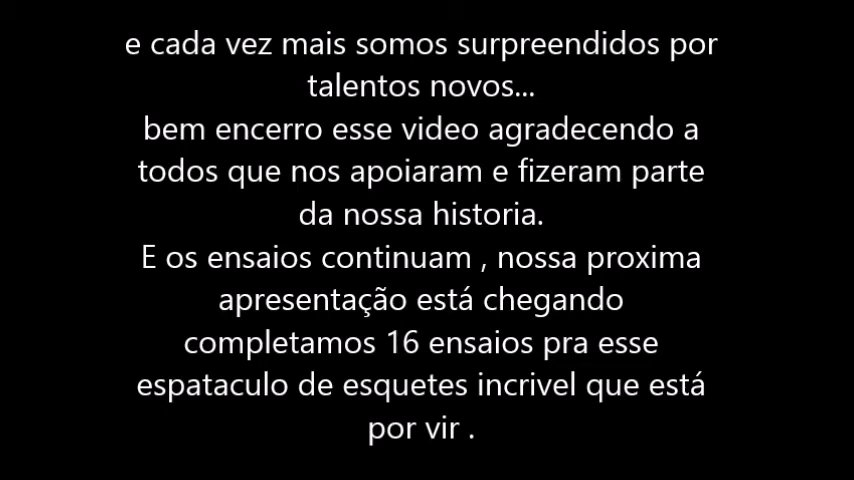 e cada vez mais somos surpreendidos por
talentos novos...
bem encerro esse video agradecendo a
todos que nos apoiaram e fizeram parte
da nossa historia.
E os ensaios continuam , nossa proxima
apresentação está chegando
completamos 16 ensaios pra esse
espataculo de esquetes incrivel que está
por vir .